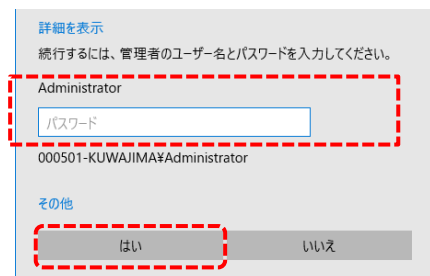 詳細を表示
続行するには、管理者のユーザー名とパスワードを入力してください。
Administrator
パスワード
000501-KUWAJIMA¥Administrator
その他
はい いいえ